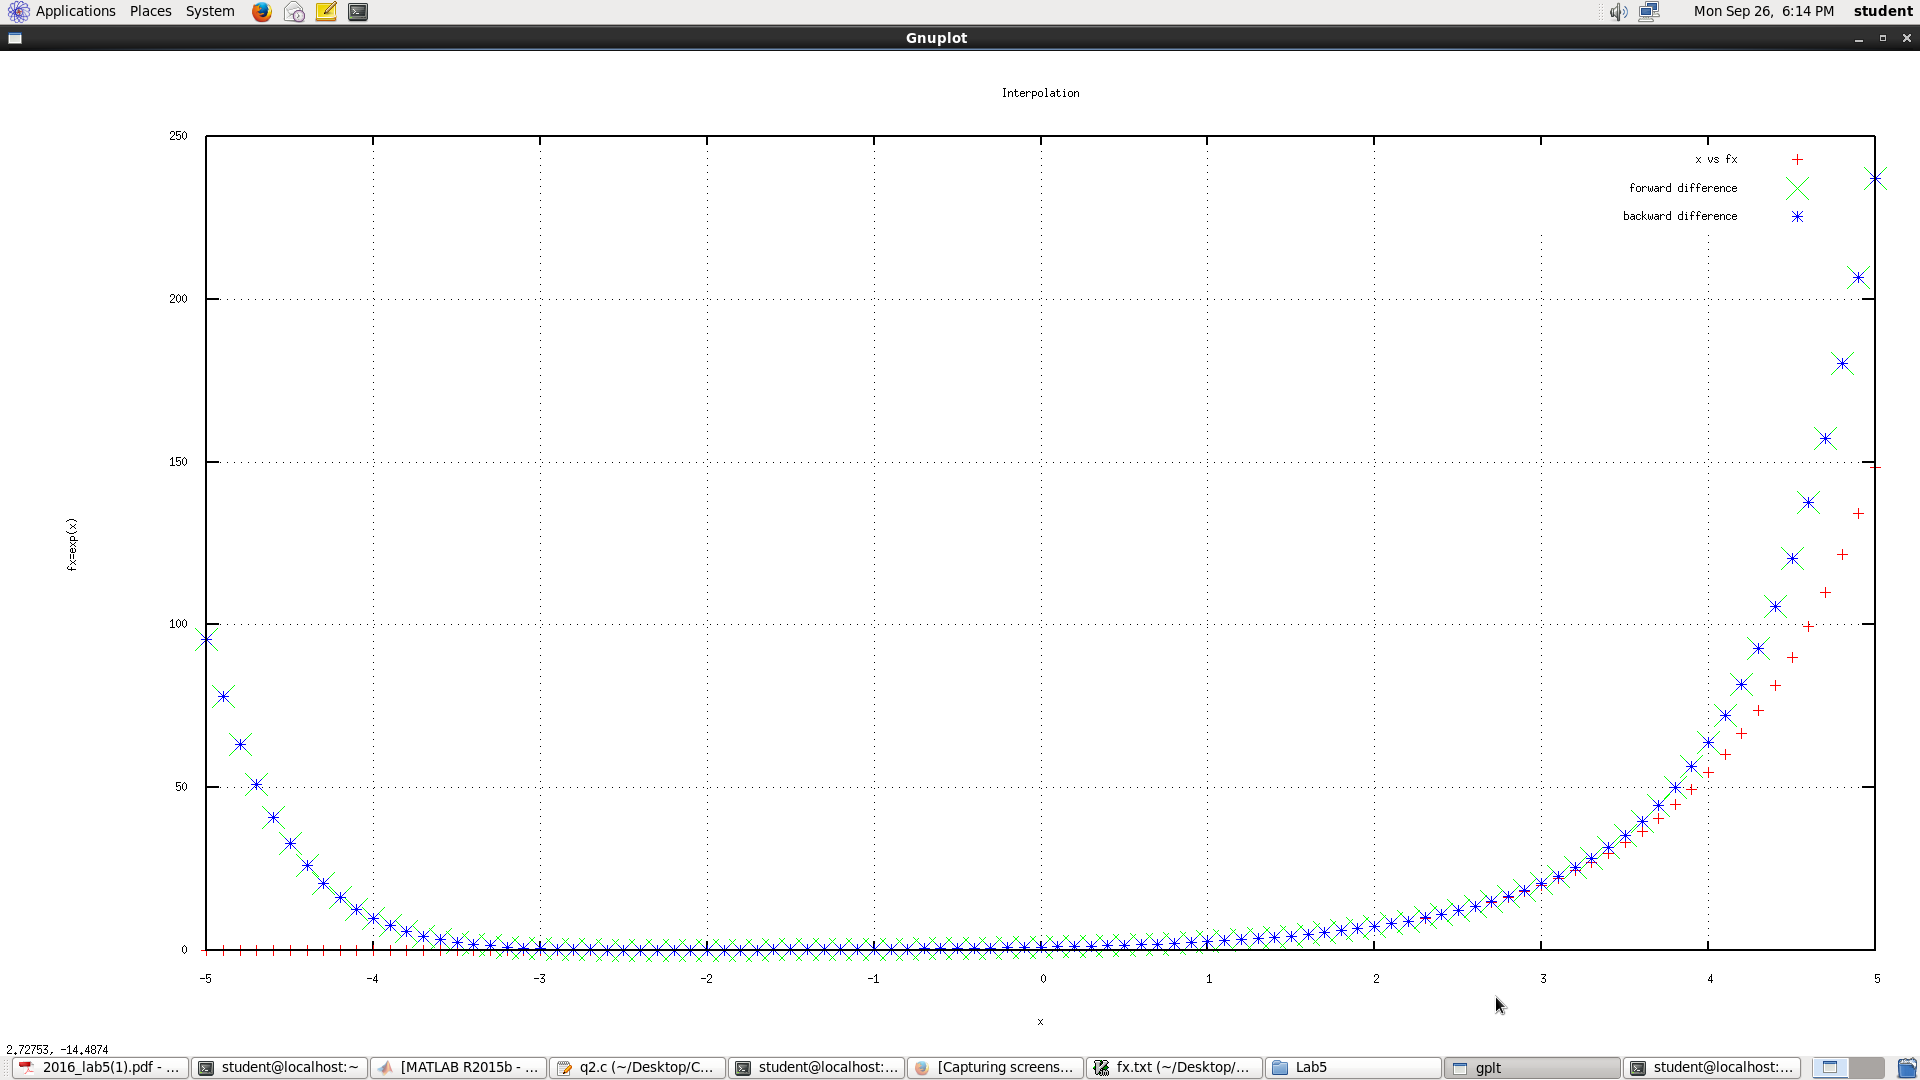 Applications Places System Mon Sep 26, 6:14 PM student
Gnuplot
Interpolation
250
200
150
100
50
0
fx=exp(x)
x vs fx
forward difference
backward difference
-5 -4 -3 -2 -1 0 1 2 3 4 5
x
2.72753, -14.4874
2016_lab5(1).pdf - ... student@localhost:~ [MATLAB R2015b - ... q2.c (~/Desktop/C... student@localhost:... [Capturing screens... fx.txt (~/Desktop/... Lab5 gplt student@localhost:...